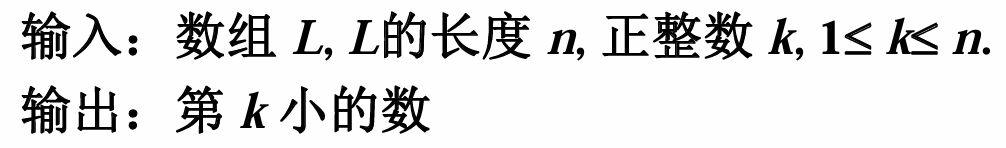 输入：数组 L, L的长度 n, 正整数 k, 1≤ k≤ n.
输出：第 k 小的数